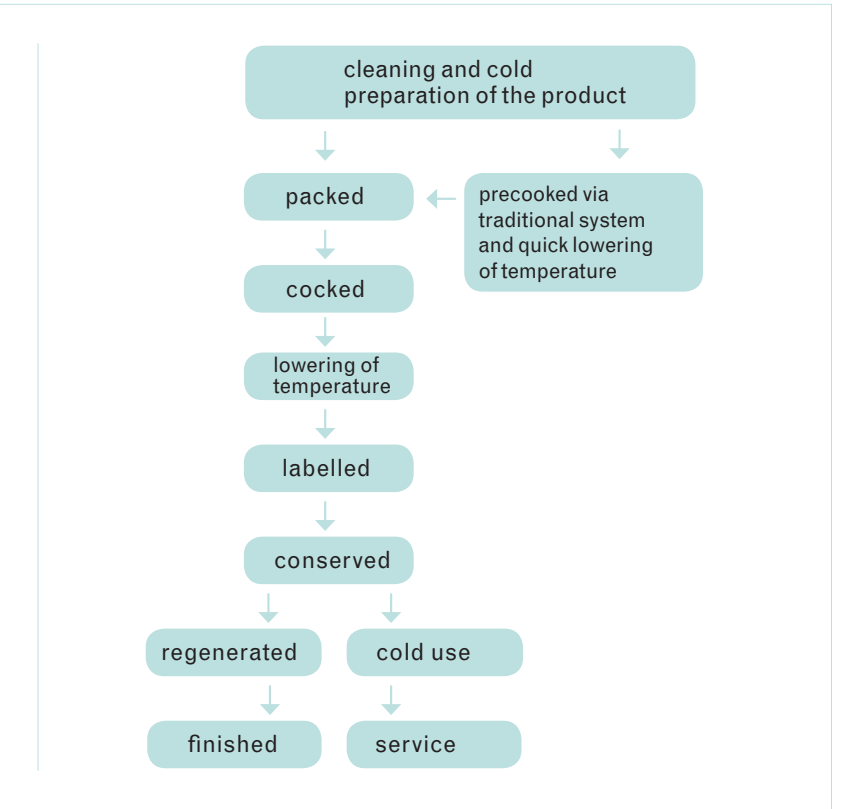 cleaning and cold
preparation of the product
packed
precooked via
traditional system
and quick lowering
of temperature
cocked
lowering of
temperature
labelled
conserved
regenerated
cold use
finished
service